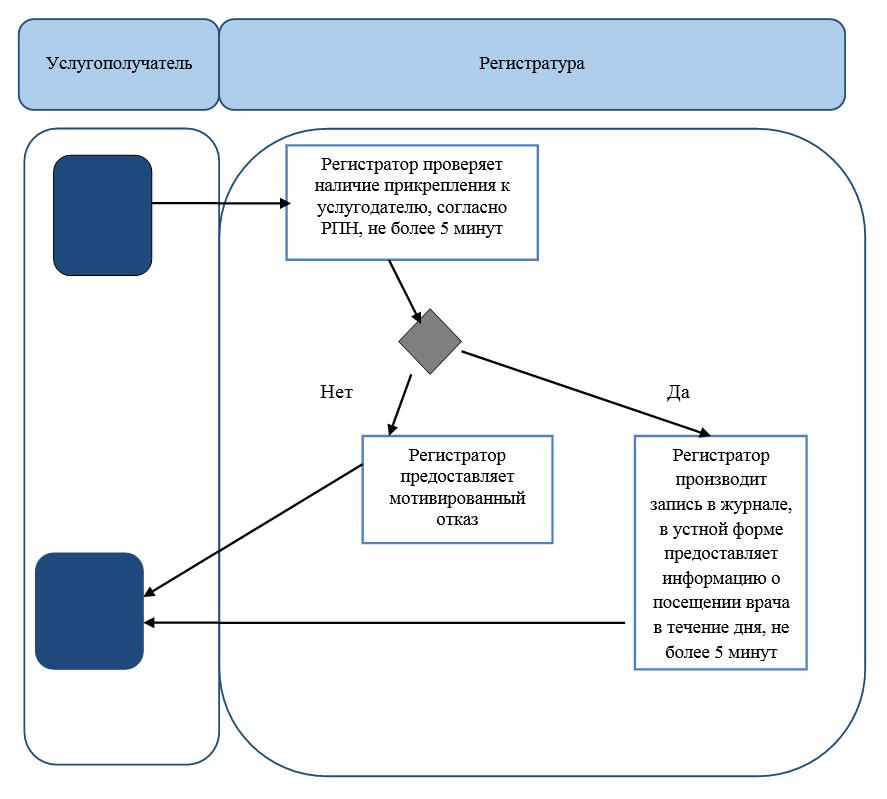 Услугополучатель
Регистратура
Регистратор проверяет
наличие прикрепления к
услугодателю, согласно
РПН, не более 5 минут
Нет
Да
Регистратор
предоставляет
мотивированный
отказ
Регистратор
производит
запись в журнале,
в устной форме
предоставляет
информацию о
посещении врача
в течение дня, не
более 5 минут